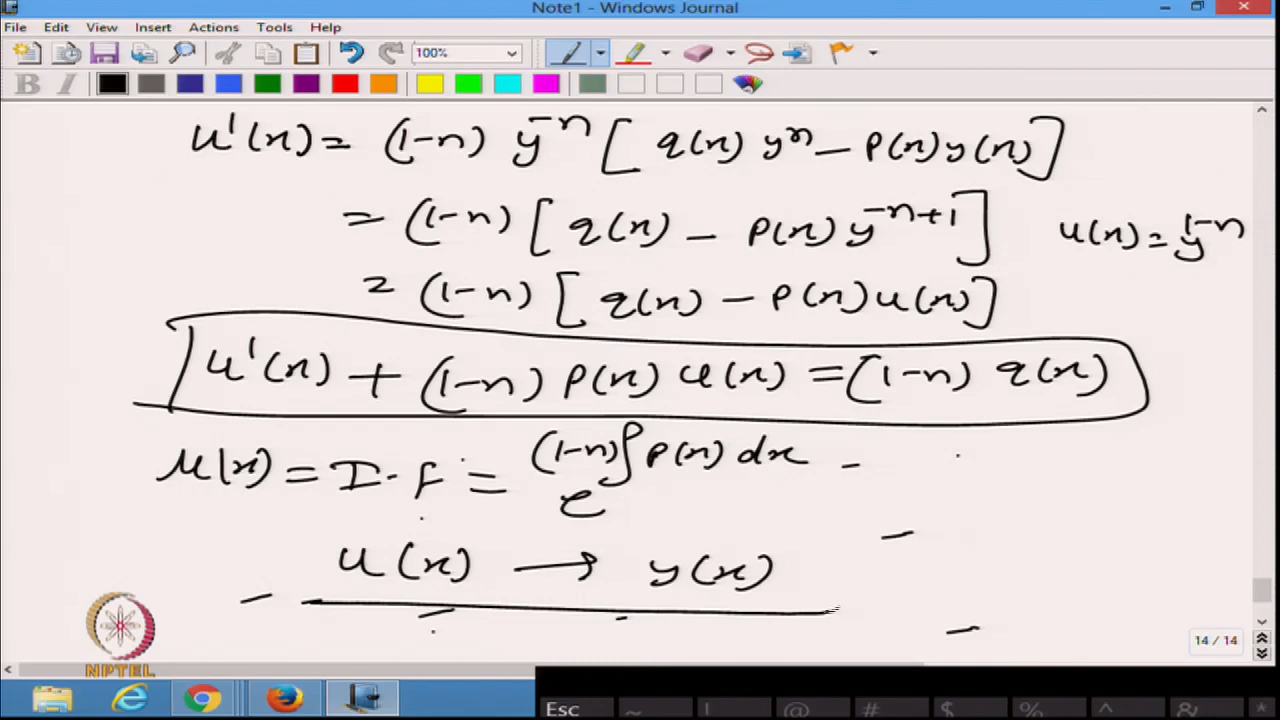 Note1 - Windows Journal
File Edit View Insert Actions Tools Help
100%
B I
u'(x) = (1-n) y^{-n} [ q(x) y^n - p(x) y(x) ]
= (1-n) [ q(x) - p(x) y^{-n+1} ] u(x) = y^{1-n}
= (1-n) [ q(x) - p(x) u(x) ]
u'(x) + (1-n) p(x) u(x) = (1-n) q(x)
μ(x) = I.F = e^{(1-n)∫p(x) dx}
u(x) → y(x)
14 / 14
NPTEL
Esc ~ ! @ # $ % ^ & *